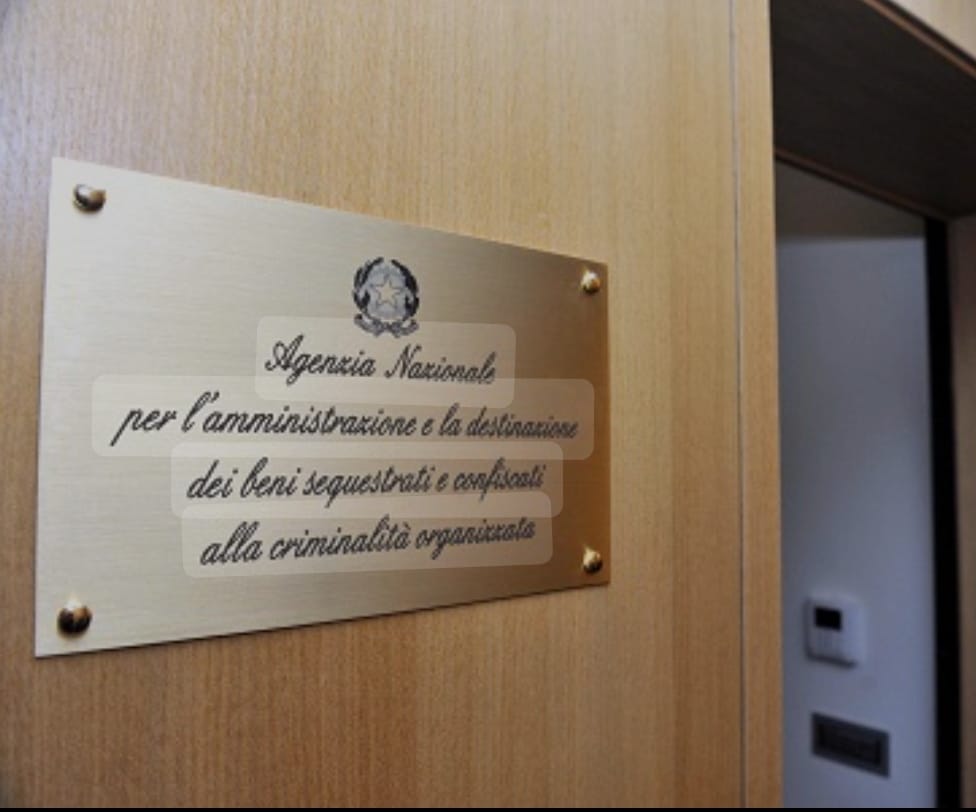 Agenzia Nazionale
per l'amministrazione e la destinazione
dei beni sequestrati e confiscati
alla criminalità organizzata